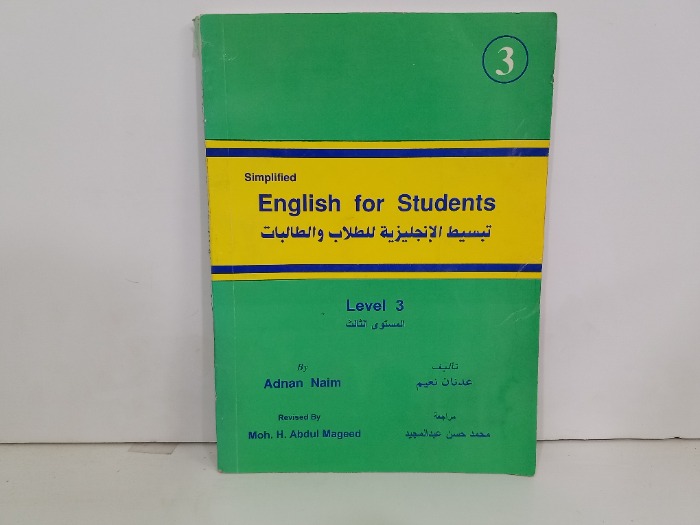 3
Simplified
English for Students
تبسيط الإنجليزية للطلاب والطالبات
Level 3
المستوى الثالث
By
تأليف
Adnan Naim
عدنان نعيم
Revised By
مراجعة
Moh. H. Abdul Mageed
محمد حسن عبدالمجيد